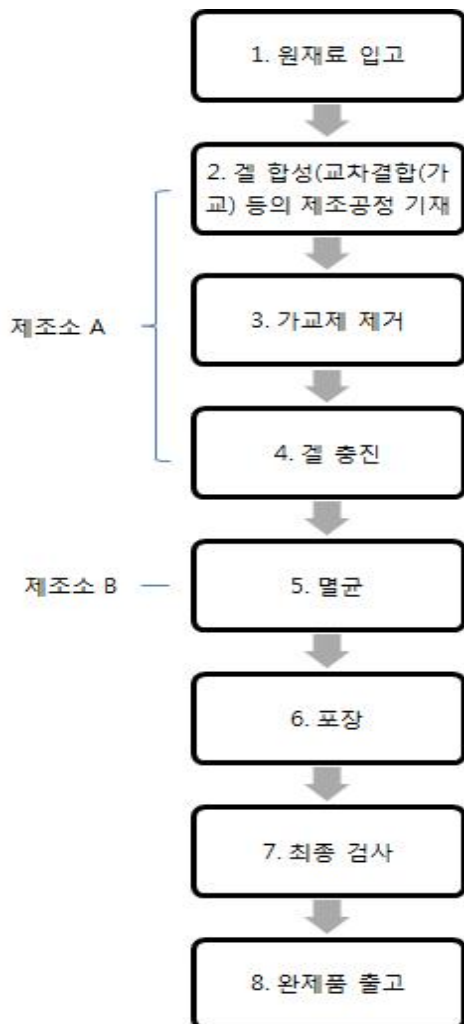 1. 원재료 입고
2. 겔 합성(교차결합(가
교) 등의 제조공정 기재
제조소 A
3. 가교제 제거
4. 겔 충진
제조소 B
5. 멸균
6. 포장
7. 최종 검사
8. 완제품 출고